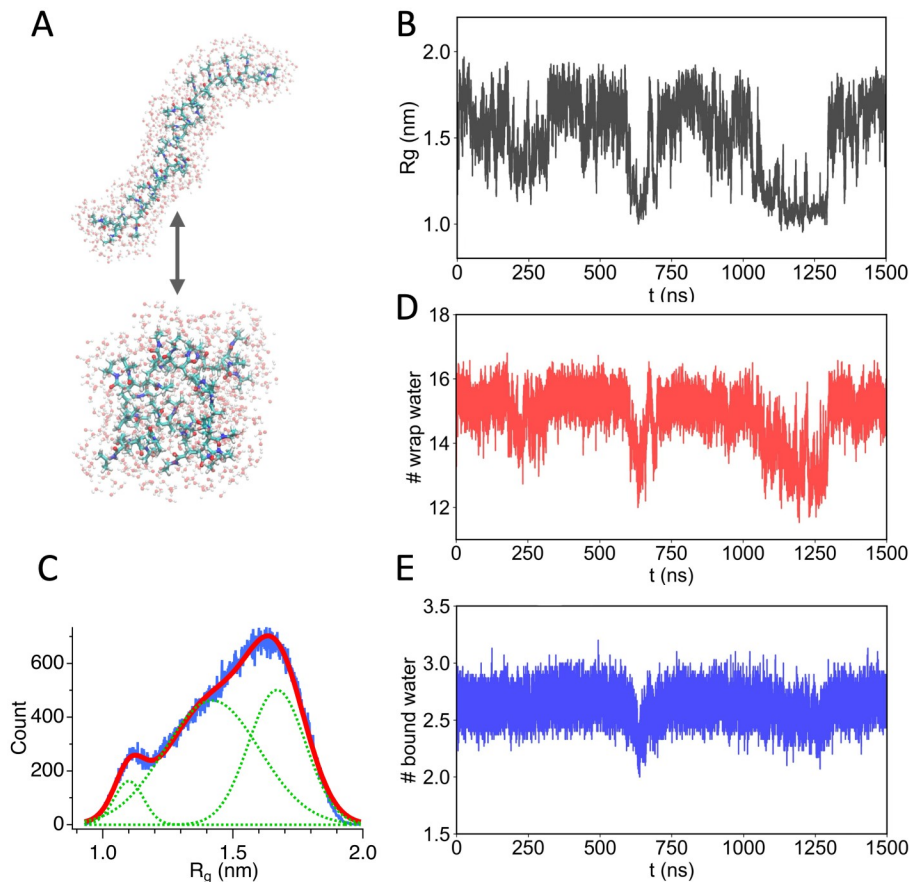 A
B
2.0
1.5
1.0
Rg (nm)
0 250 500 750 1000 1250 1500
t (ns)
D
18
16
14
12
# wrap water
0 250 500 750 1000 1250 1500
t (ns)
C
600
400
200
0
Count
1.0 1.5 2.0
Rg (nm)
E
3.5
3.0
2.5
2.0
1.5
# bound water
0 250 500 750 1000 1250 1500
t (ns)